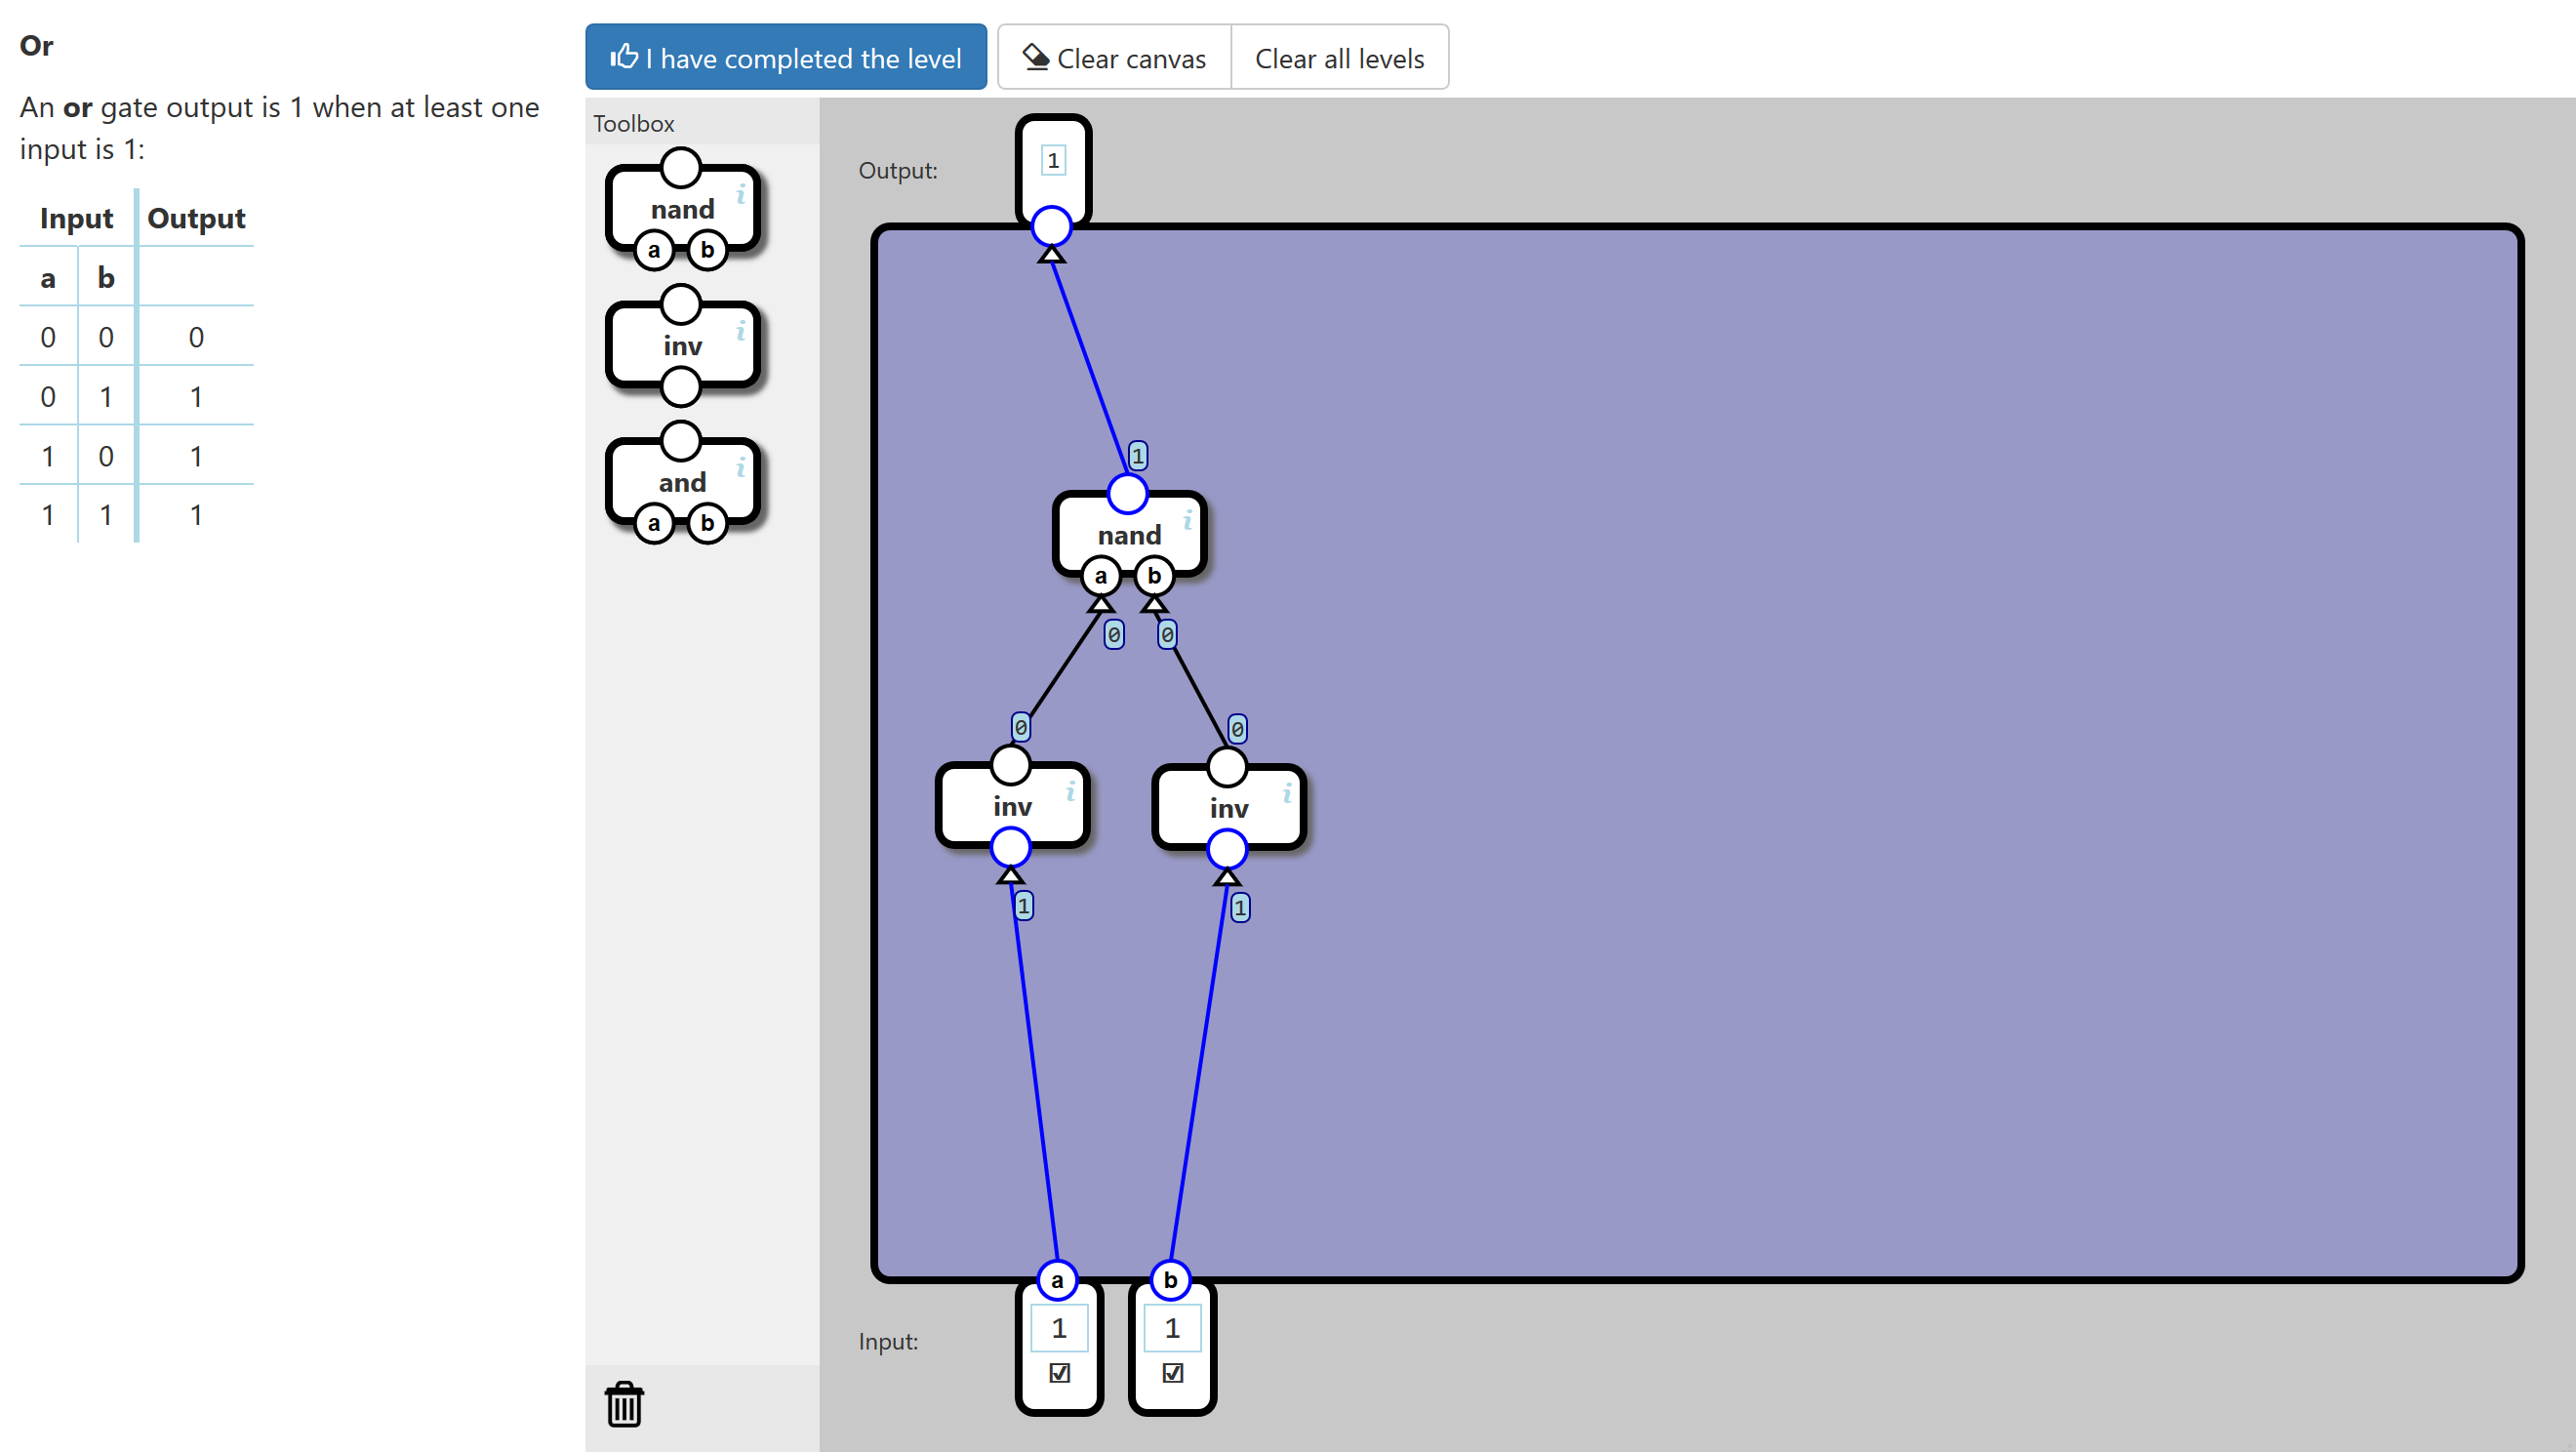 Or
An or gate output is 1 when at least one
input is 1:
Input Output
a b
0 0 0
0 1 1
1 0 1
1 1 1
I have completed the level
Clear canvas
Clear all levels
Toolbox
i
nand
a b
i
inv
i
and
a b
Output:
1
1
i
nand
a b
0 0
0 0
i
inv
i
inv
1 1
a b
Input:
1 1